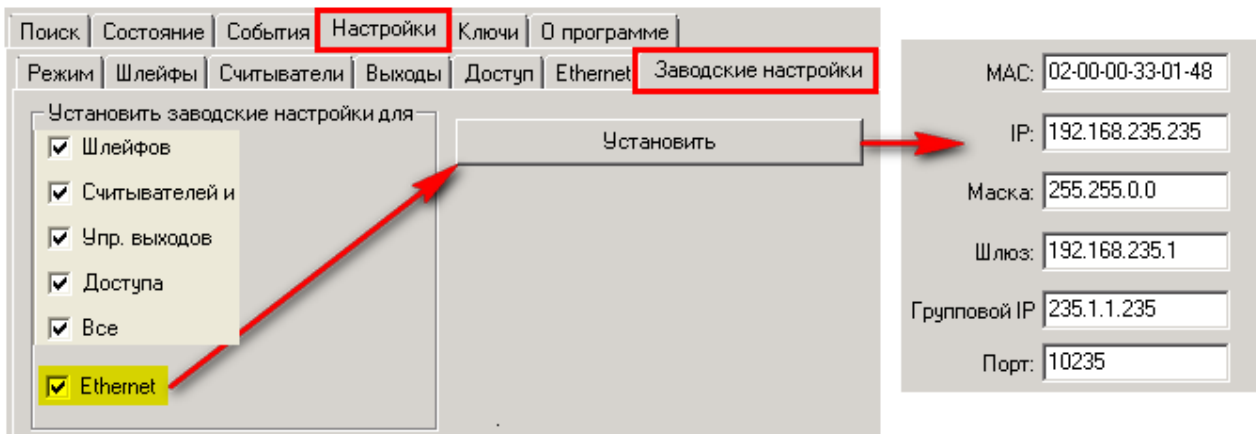 Поиск Состояние События Настройки Ключи О программе
Режим Шлейфы Считыватели Выходы Доступ Ethernet Заводские настройки
Установить заводские настройки для
Шлейфов
Считывателей и
Упр. выходов
Доступа
Все
Ethernet
Установить
MAC: 02-00-00-33-01-48
IP: 192.168.235.235
Маска: 255.255.0.0
Шлюз: 192.168.235.1
Групповой IP 235.1.1.235
Порт: 10235